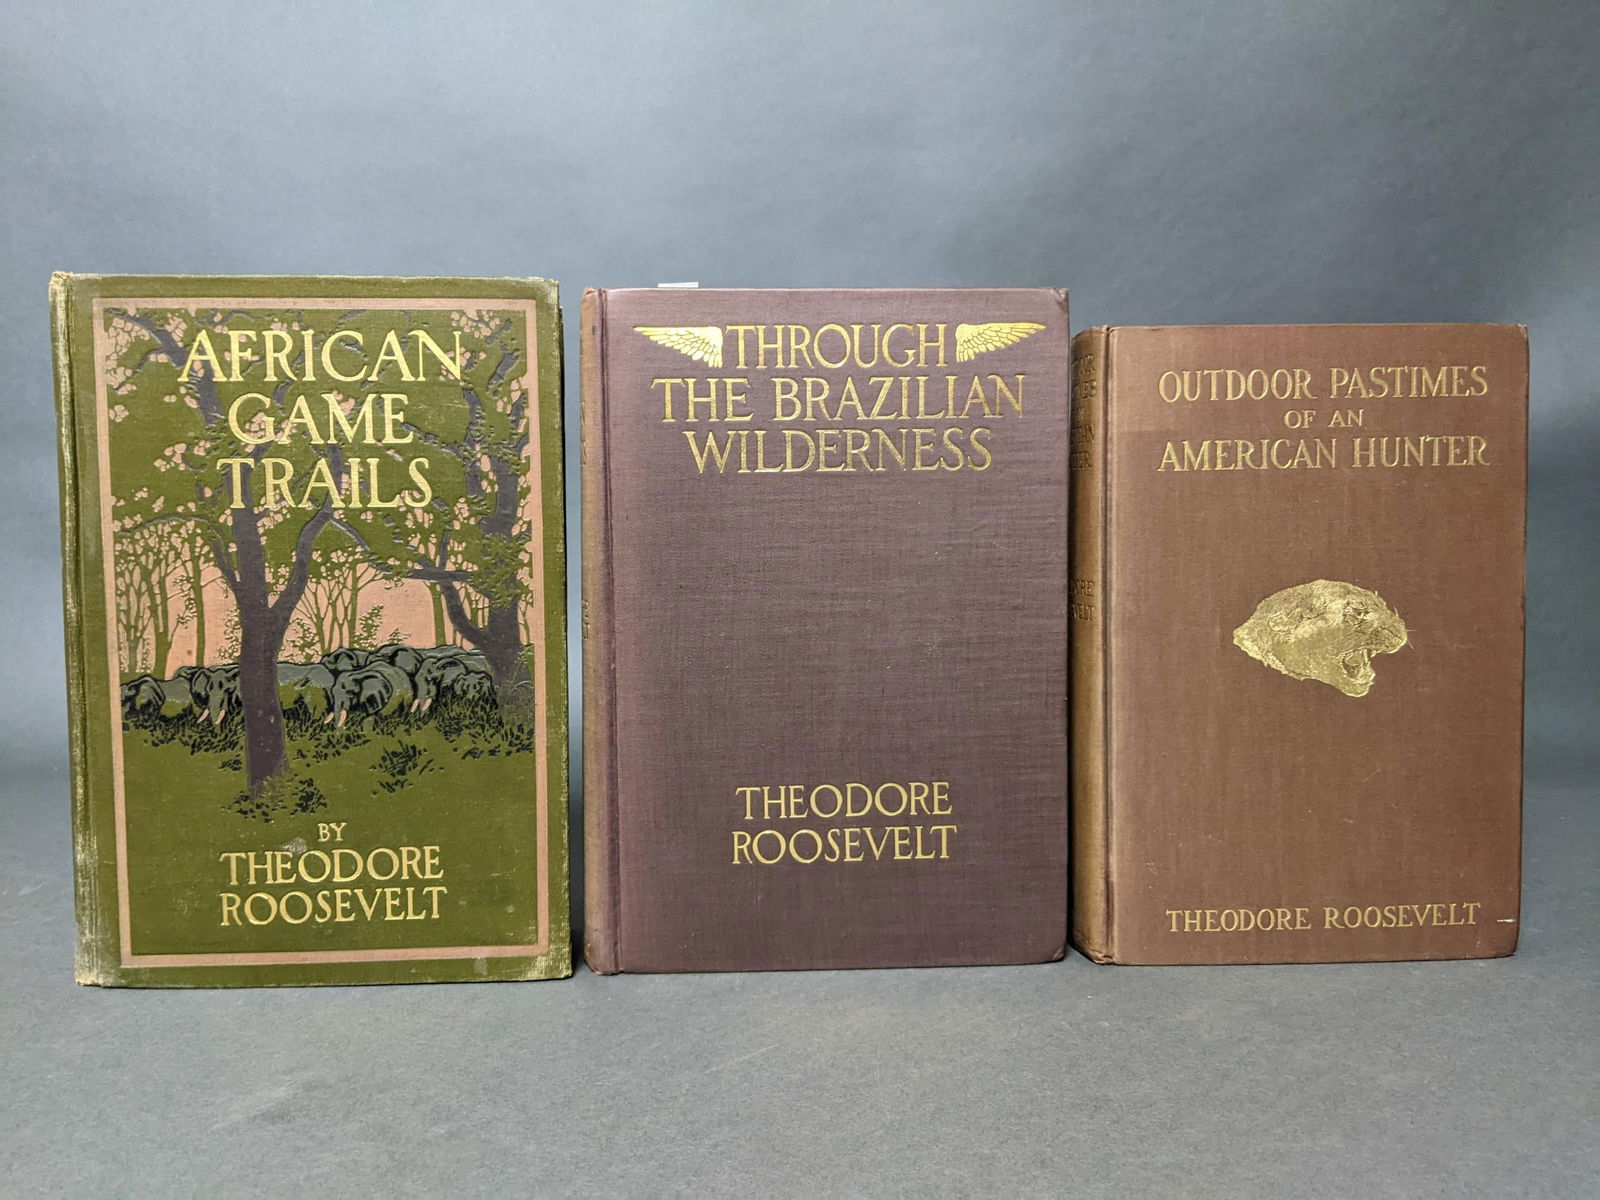 AFRICAN
GAME
TRAILS
BY
THEODORE
ROOSEVELT
THROUGH
THE BRAZILIAN
WILDERNESS
THEODORE
ROOSEVELT
OUTDOOR PASTIMES
OF AN
AMERICAN HUNTER
THEODORE ROOSEVELT